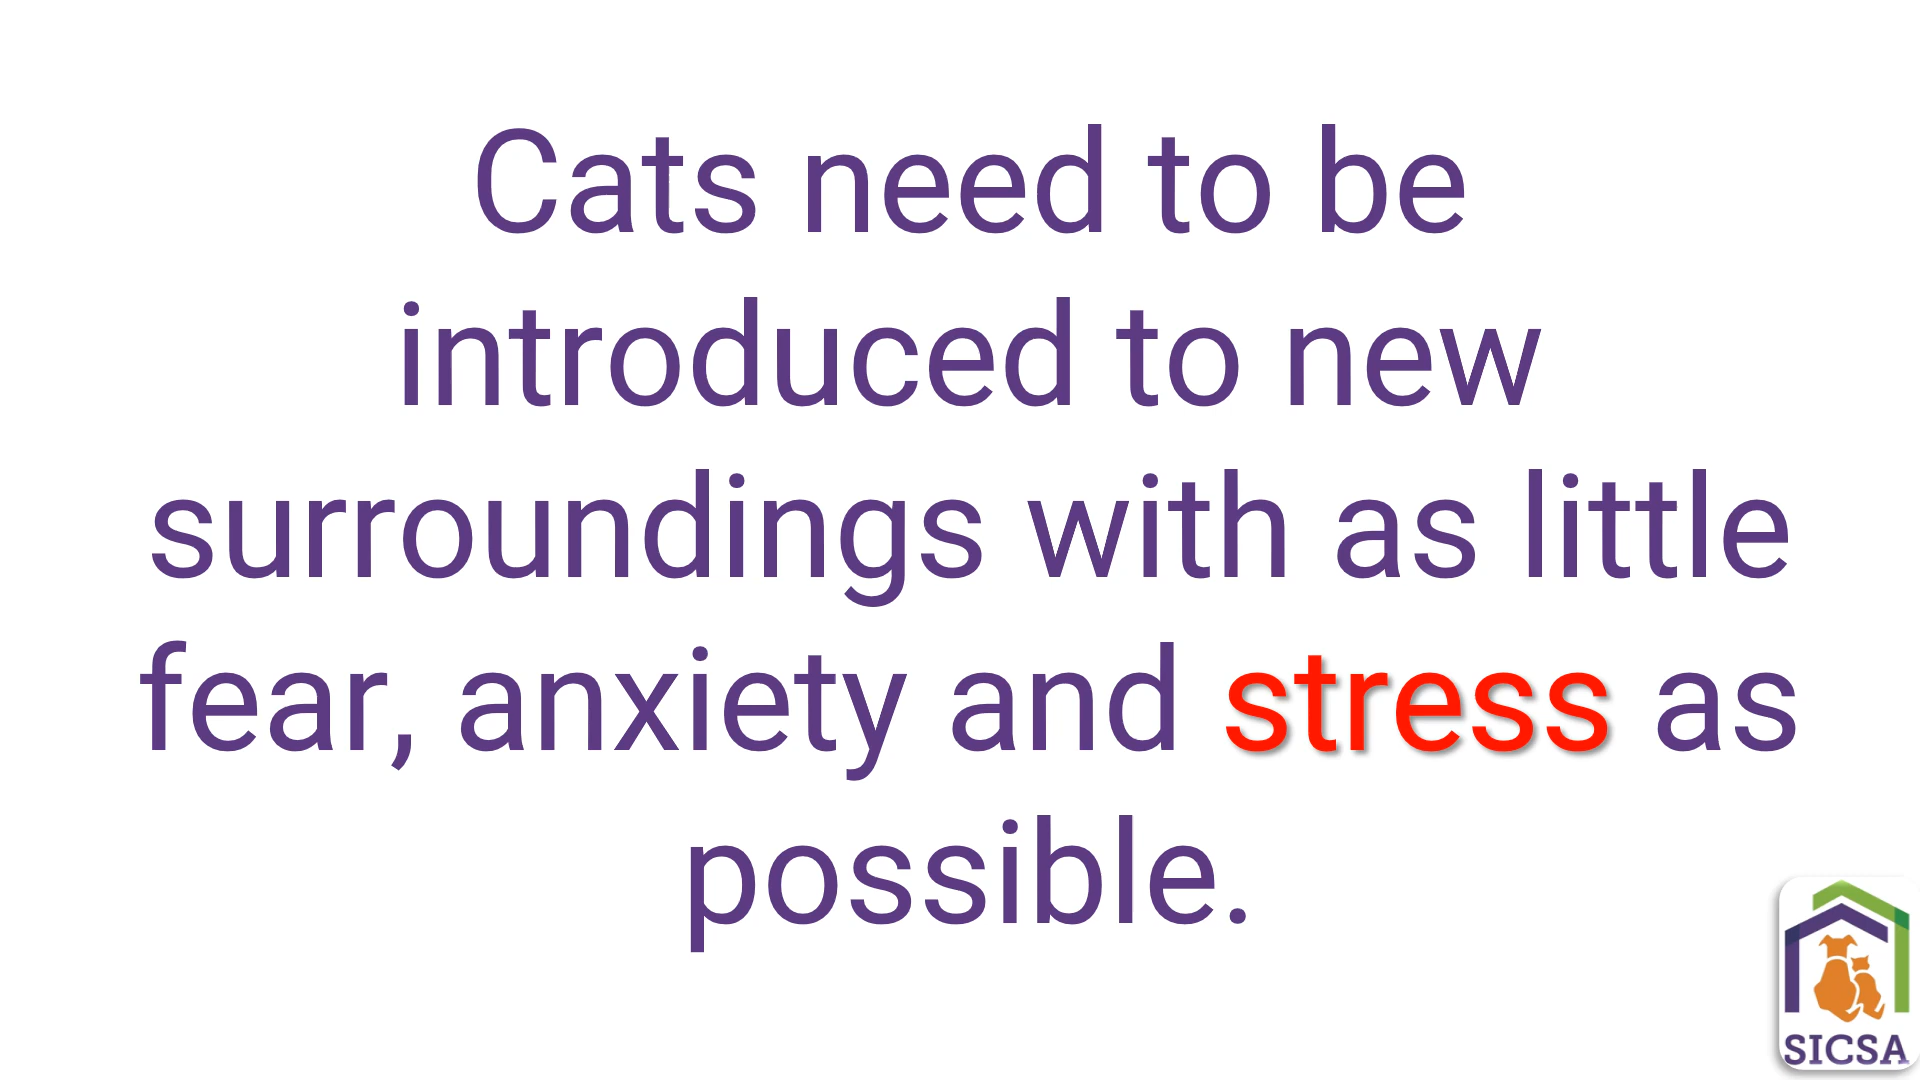 Cats need to be
introduced to new
surroundings with as little
fear, anxiety and stress as
possible.
SICSA